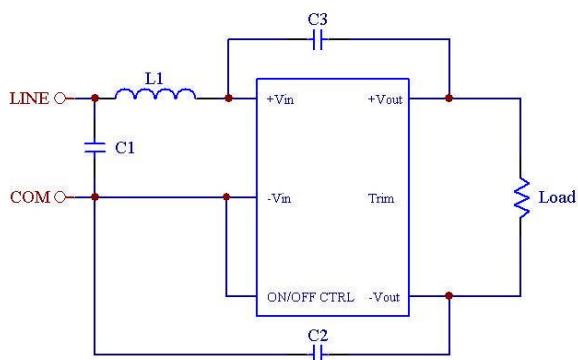 C3
L1
LINE
+Vin
+Vout
C1
COM
-Vin
Trim
Load
ON/OFF CTRL
-Vout
C2